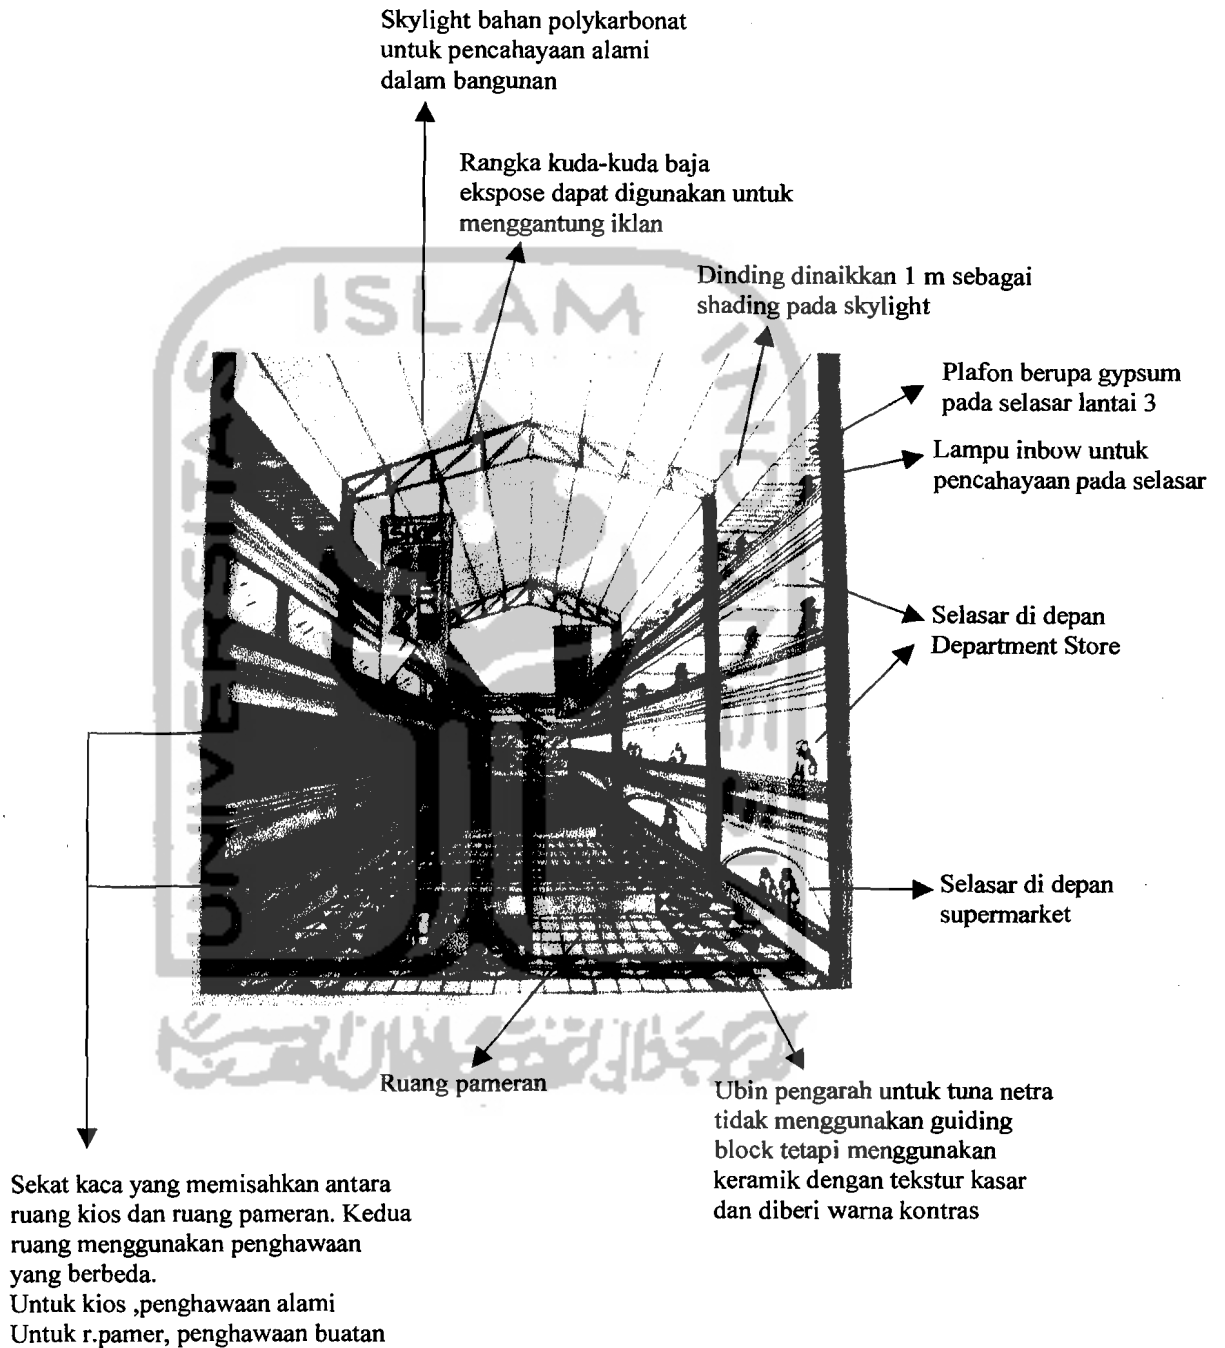 Skylight bahan polykarbonat
untuk pencahayaan alami
dalam bangunan
Rangka kuda-kuda baja
ekspose dapat digunakan untuk
menggantung iklan
Dinding dinaikkan 1 m sebagai
shading pada skylight
Plafon berupa gypsum
pada selasar lantai 3
Lampu inbow untuk
pencahayaan pada selasar
Selasar di depan
Department Store
Selasar di depan
supermarket
Ruang pameran
Ubin pengarah untuk tuna netra
tidak menggunakan guiding
block tetapi menggunakan
keramik dengan tekstur kasar
dan diberi warna kontras
Sekat kaca yang memisahkan antara
ruang kios dan ruang pameran. Kedua
ruang menggunakan penghawaan
yang berbeda.
Untuk kios ,penghawaan alami
Untuk r.pamer, penghawaan buatan
UNIVERSITAS
ISLAM
INDONESIA